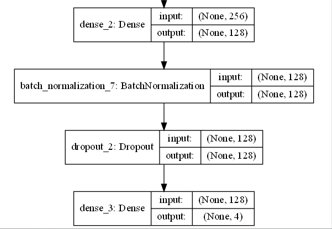 dense_2: Dense
input: (None, 256)
output: (None, 128)
batch_normalization_7: BatchNormalization
input: (None, 128)
output: (None, 128)
dropout_2: Dropout
input: (None, 128)
output: (None, 128)
dense_3: Dense
input: (None, 128)
output: (None, 4)